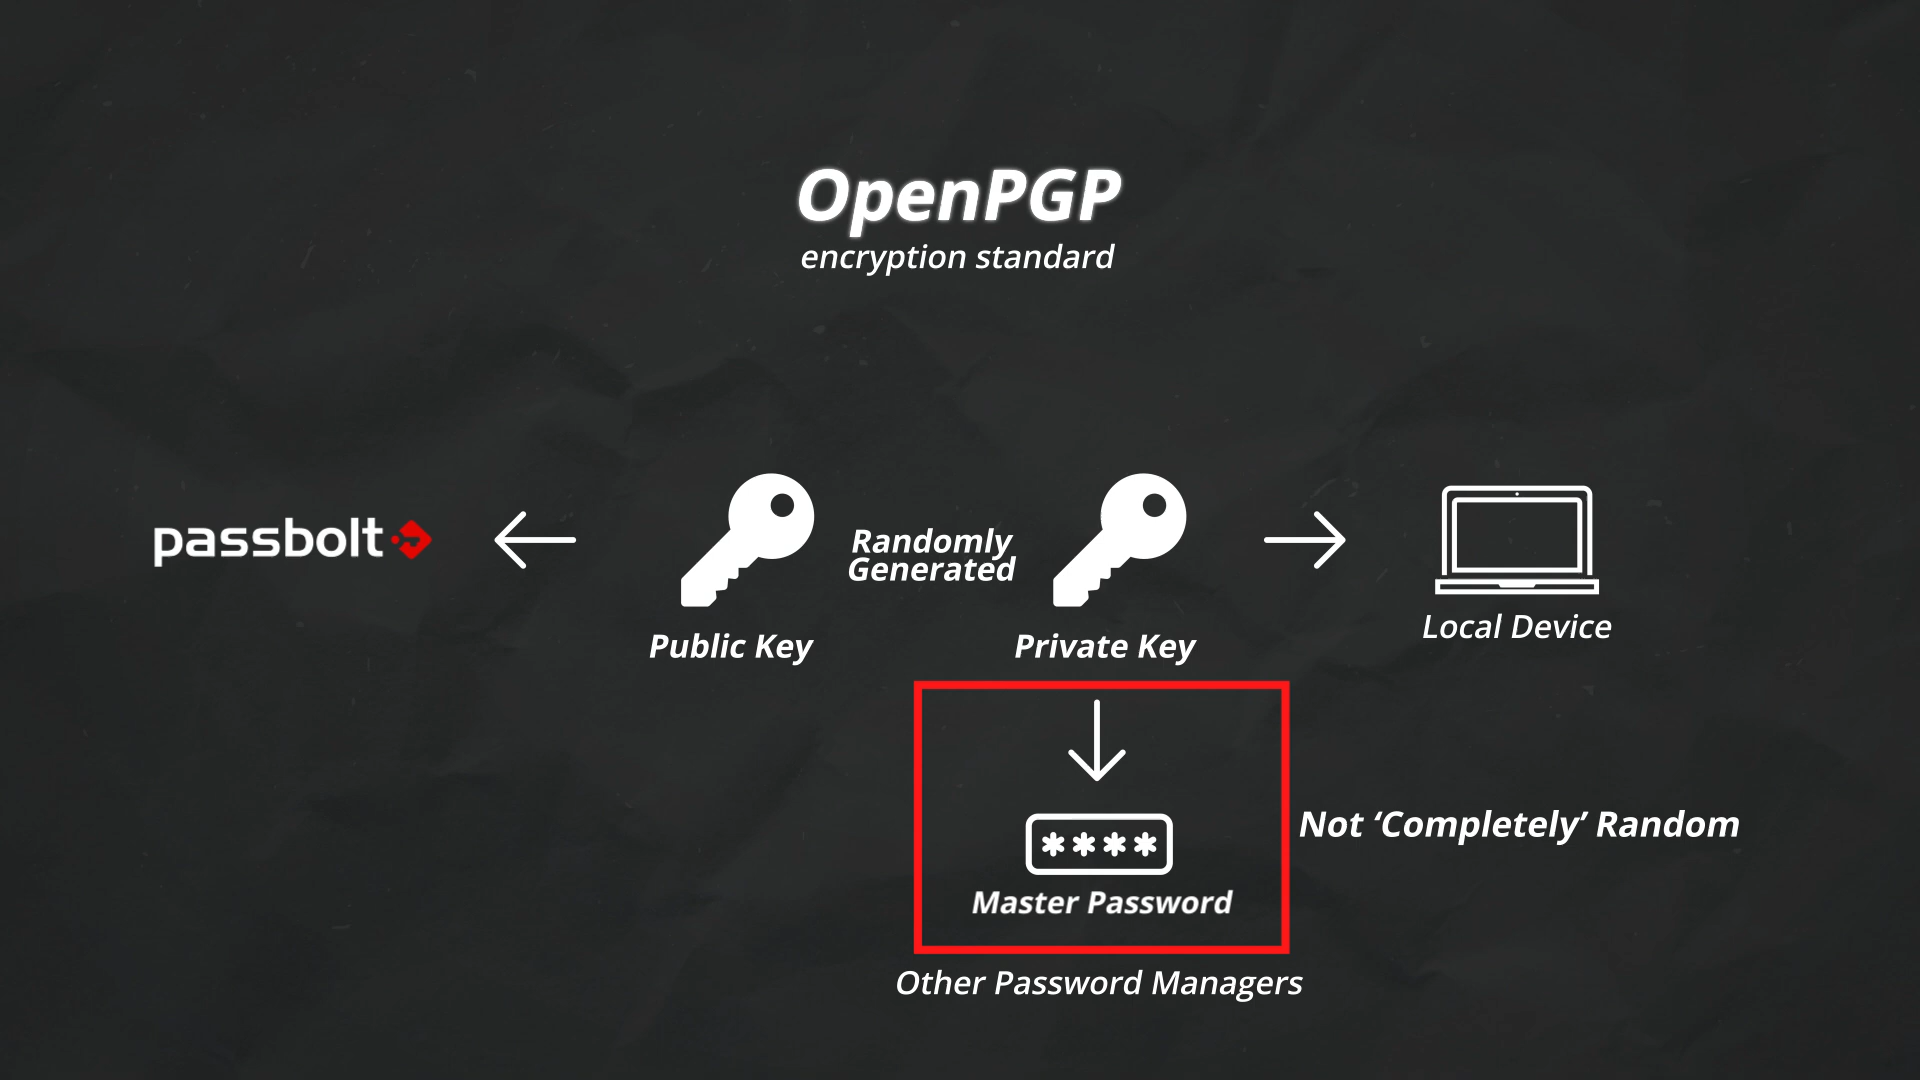 OpenPGP
encryption standard
passbolt
Randomly
Generated
Public Key
Private Key
Local Device
****
Master Password
Not ‘Completely’ Random
Other Password Managers